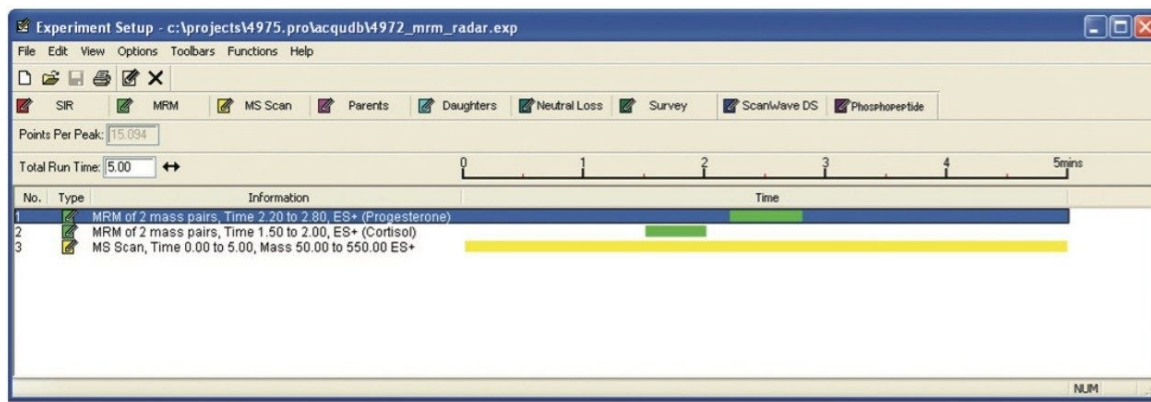 Experiment Setup - c:\projects\4975.pro\acqudb\4972_mrm_radar.exp
File Edit View Options Toolbars Functions Help
SIR MRM MS Scan Parents Daughters Neutral Loss Survey ScanWave DS Phosphopeptide
Points Per Peak: 15.094
Total Run Time: 5.00 0 1 2 3 4 5mins
No. Type Information Time
1 MRM of 2 mass pairs, Time 2.20 to 2.80, ES+ (Progesterone)
2 MRM of 2 mass pairs, Time 1.50 to 2.00, ES+ (Cortisol)
3 MS Scan, Time 0.00 to 5.00, Mass 50.00 to 550.00 ES+
NUM